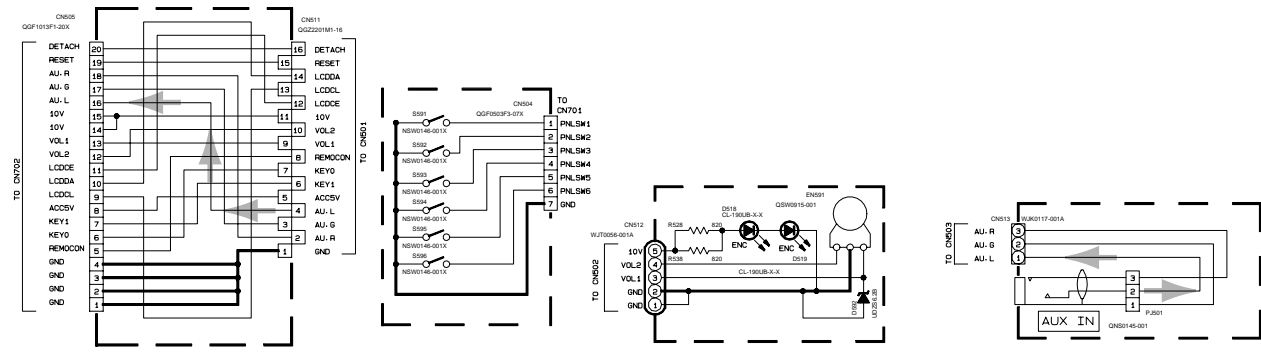 CN505
QGF1013F1-20X
TO CN702
DETACH 20
RESET 19
AU.R 18
AU.G 17
AU.L 16
10V 15
10V 14
VOL1 13
VOL2 12
LCDCE 11
LCDDA 10
LCDCL 9
ACC5V 8
KEY1 7
KEY0 6
REMOCON 5
GND 4
GND 3
GND 2
GND 1
CN511
QGZ2201M1-16
16 DETACH
15 RESET
14 LCDDA
13 LCDCL
12 LCDCE
11 10V
10 VOL2
9 VOL1
8 REMOCON
7 KEY0
6 KEY1
5 ACC5V
4 AU.L
3 AU.G
2 AU.R
1 GND
TO CN501
S591
NSW0146-001X
S592
NSW0146-001X
S593
NSW0146-001X
S594
NSW0146-001X
S595
NSW0146-001X
S596
NSW0146-001X
CN504
QGF0503F3-07X
TO
CN701
1 PNLSW1
2 PNLSW2
3 PNLSW3
4 PNLSW4
5 PNLSW5
6 PNLSW6
7 GND
CN512
WJT0056-001A
TO CN502
10V 5
VOL2 4
VOL1 3
GND 2
GND 1
R528 820
R538 820
D518
CL-190UB-X-X
ENC
ENC
D519
CL-190UB-X-X
EN591
QSW0915-001
D592
UDZS6.2B
CN513
WJK0117-001A
TO CN503
AU.R 3
AU.G 2
AU.L 1
3
2
1
PJ501
QNS0145-001
AUX IN